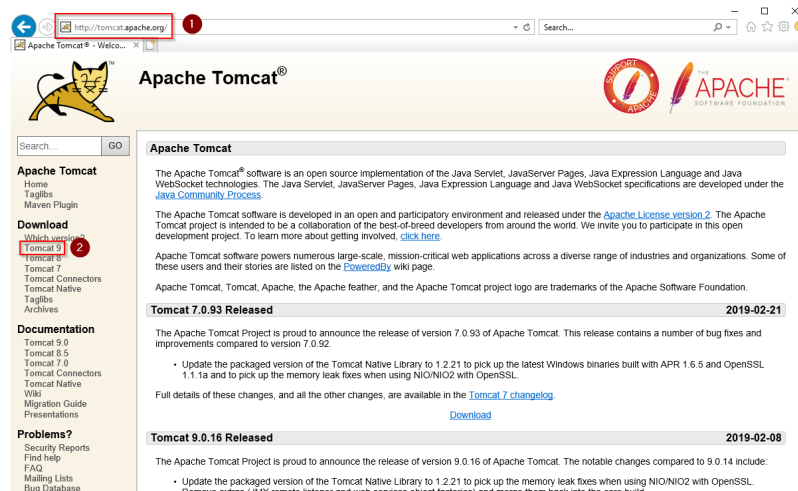 http://tomcat.apache.org/
1
Search...
Apache Tomcat® - Welco...
TM
Apache Tomcat®
SUPPORT
APACHE
THE
APACHE®
SOFTWARE FOUNDATION
Search...
GO
Apache Tomcat
Home
Taglibs
Maven Plugin
Download
Which version?
Tomcat 9
2
Tomcat 8
Tomcat 7
Tomcat Connectors
Tomcat Native
Taglibs
Archives
Documentation
Tomcat 9.0
Tomcat 8.5
Tomcat 7.0
Tomcat Connectors
Tomcat Native
Wiki
Migration Guide
Presentations
Problems?
Security Reports
Find help
FAQ
Mailing Lists
Bug Database
Apache Tomcat
The Apache Tomcat® software is an open source implementation of the Java Servlet, JavaServer Pages, Java Expression Language and Java
WebSocket technologies. The Java Servlet, JavaServer Pages, Java Expression Language and Java WebSocket specifications are developed under the
Java Community Process.
The Apache Tomcat software is developed in an open and participatory environment and released under the Apache License version 2. The Apache
Tomcat project is intended to be a collaboration of the best-of-breed developers from around the world. We invite you to participate in this open
development project. To learn more about getting involved, click here.
Apache Tomcat software powers numerous large-scale, mission-critical web applications across a diverse range of industries and organizations. Some of
these users and their stories are listed on the PoweredBy wiki page.
Apache Tomcat, Tomcat, Apache, the Apache feather, and the Apache Tomcat project logo are trademarks of the Apache Software Foundation.
Tomcat 7.0.93 Released 2019-02-21
The Apache Tomcat Project is proud to announce the release of version 7.0.93 of Apache Tomcat. This release contains a number of bug fixes and
improvements compared to version 7.0.92.
• Update the packaged version of the Tomcat Native Library to 1.2.21 to pick up the latest Windows binaries built with APR 1.6.5 and OpenSSL
1.1.1a and to pick up the memory leak fixes when using NIO/NIO2 with OpenSSL.
Full details of these changes, and all the other changes, are available in the Tomcat 7 changelog.
Download
Tomcat 9.0.16 Released 2019-02-08
The Apache Tomcat Project is proud to announce the release of version 9.0.16 of Apache Tomcat. The notable changes compared to 9.0.14 include:
• Update the packaged version of the Tomcat Native Library to 1.2.21 to pick up the memory leak fixes when using NIO/NIO2 with OpenSSL.